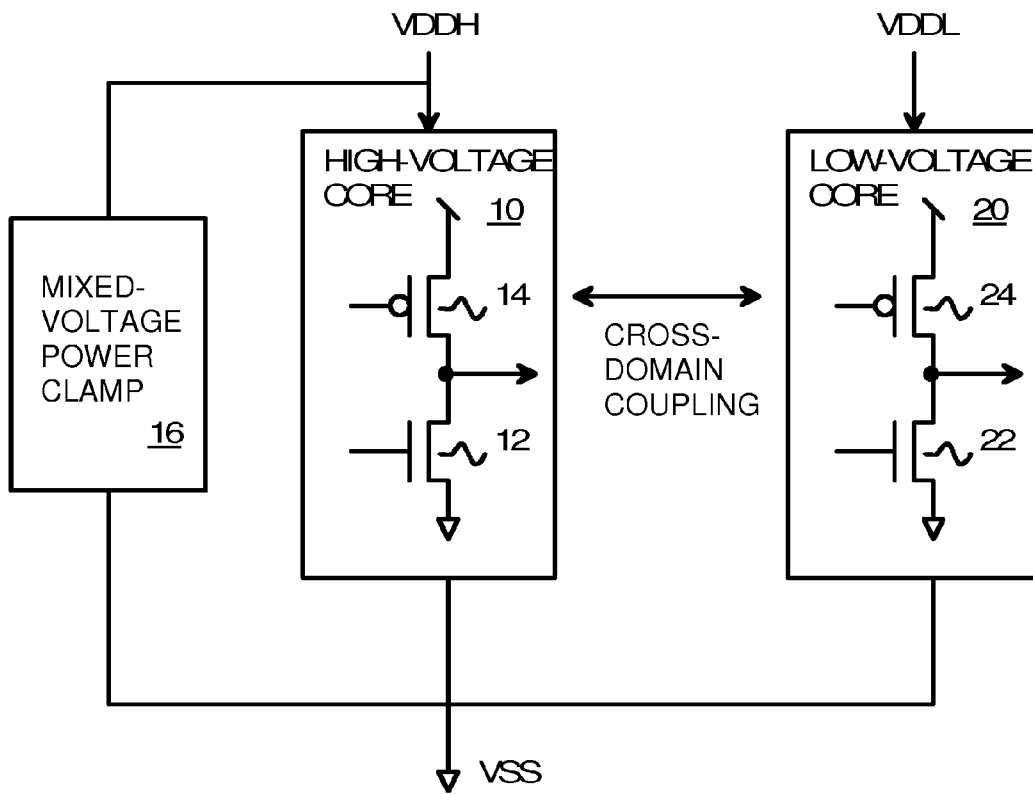 VDDH
VDDL
HIGH-VOLTAGE
CORE
10
LOW-VOLTAGE
CORE
20
MIXED-
VOLTAGE
POWER
CLAMP
16
14
24
CROSS-
DOMAIN
COUPLING
12
22
VSS